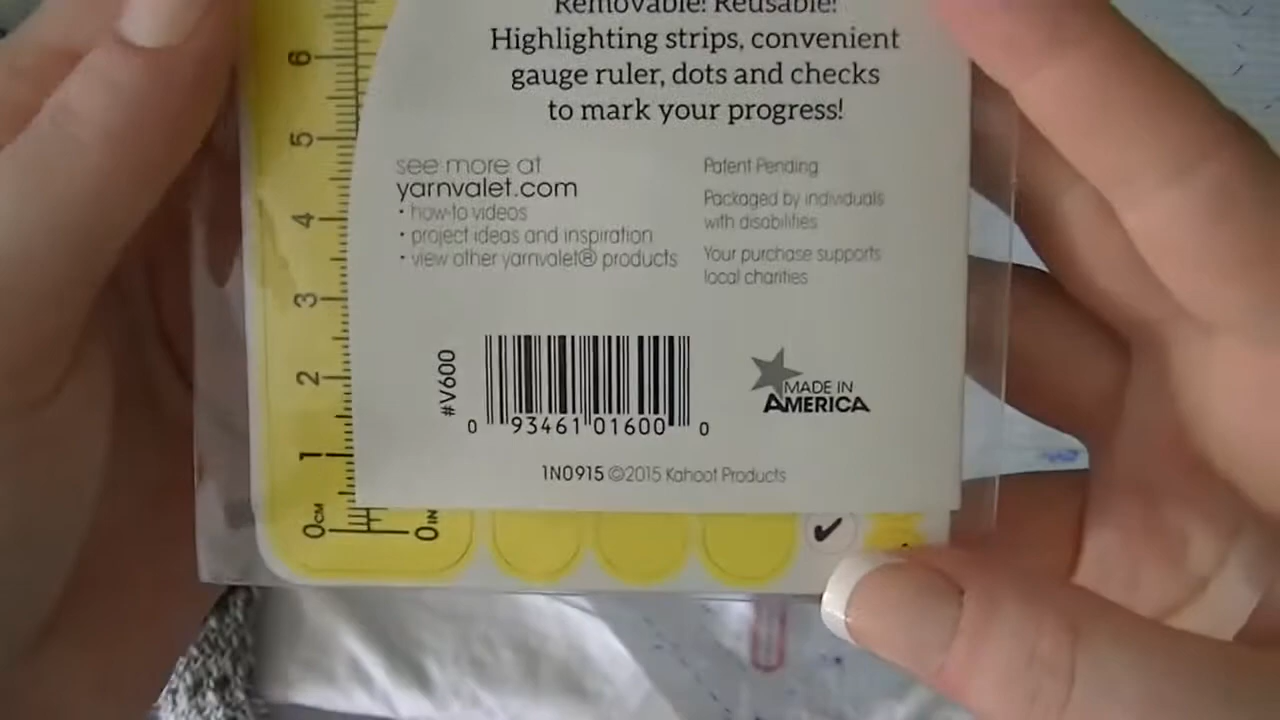 Removable! Reusable!
Highlighting strips, convenient
gauge ruler, dots and checks
to mark your progress!
see more at
yarnvalet.com
• how-to videos
• project ideas and inspiration
• view other yarnvalet® products
Patent Pending
Packaged by individuals
with disabilities
Your purchase supports
local charities
#V600
0 93461 01600 0
MADE IN
AMERICA
1N0915 ©2015 Kahoot Products
6
5
4
3
2
1
0CM
0IN